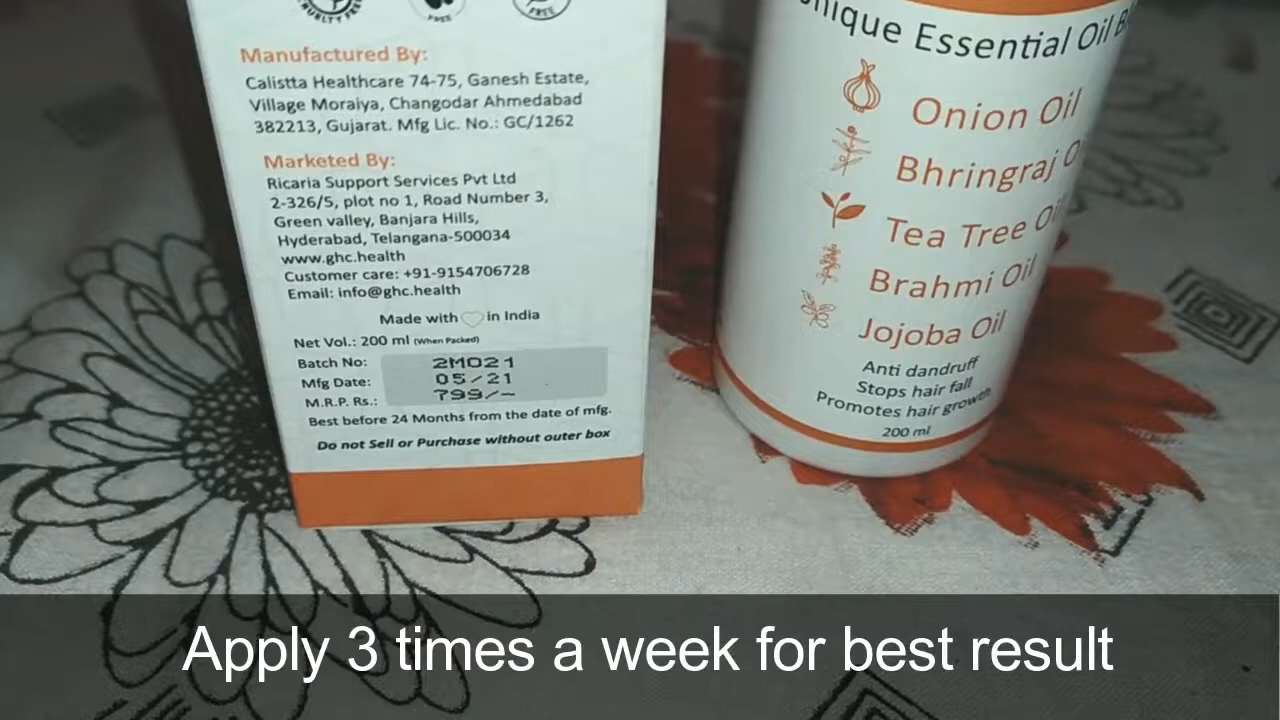 CRUELTY FREE
FREE
FREE
Manufactured By:
Calistta Healthcare 74-75, Ganesh Estate,
Village Moraiya, Changodar Ahmedabad
382213, Gujarat. Mfg Lic. No.: GC/1262
Marketed By:
Ricaria Support Services Pvt Ltd
2-326/5, plot no 1, Road Number 3,
Green valley, Banjara Hills,
Hyderabad, Telangana-500034
www.ghc.health
Customer care: +91-9154706728
Email: info@ghc.health
Made with in India
Net Vol.: 200 ml (When Packed)
Batch No: 2M021
Mfg Date: 05/21
M.R.P. Rs.: 799/-
Best before 24 Months from the date of mfg.
Do not Sell or Purchase without outer box
Essential Oil
Onion Oil
Bhringraj O
Tea Tree Oi
Brahmi Oil
Jojoba Oil
Anti dandruff
Stops hair fall
Promotes hair growth
200 ml
Apply 3 times a week for best result